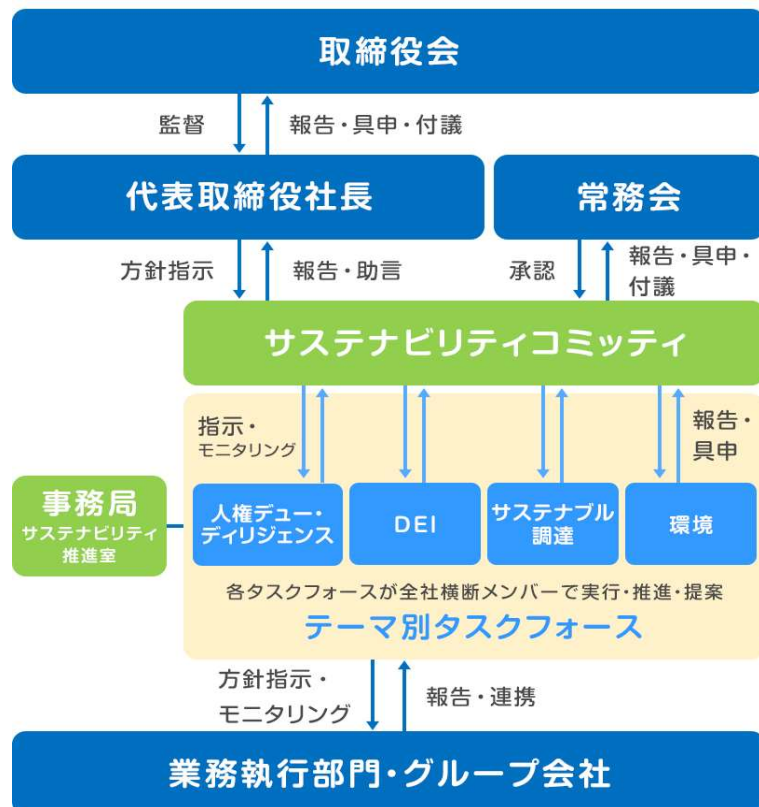 取締役会
監督
報告・具申・付議
代表取締役社長
常務会
方針指示
報告・助言
承認
報告・具申・
付議
サステナビリティコミッティ
指示・
モニタリング
報告・
具申
事務局
サステナビリティ
推進室
人権デュー・
ディリジェンス
DEI
サステナブル
調達
環境
各タスクフォースが全社横断メンバーで実行・推進・提案
テーマ別タスクフォース
方針指示・
モニタリング
報告・連携
業務執行部門・グループ会社